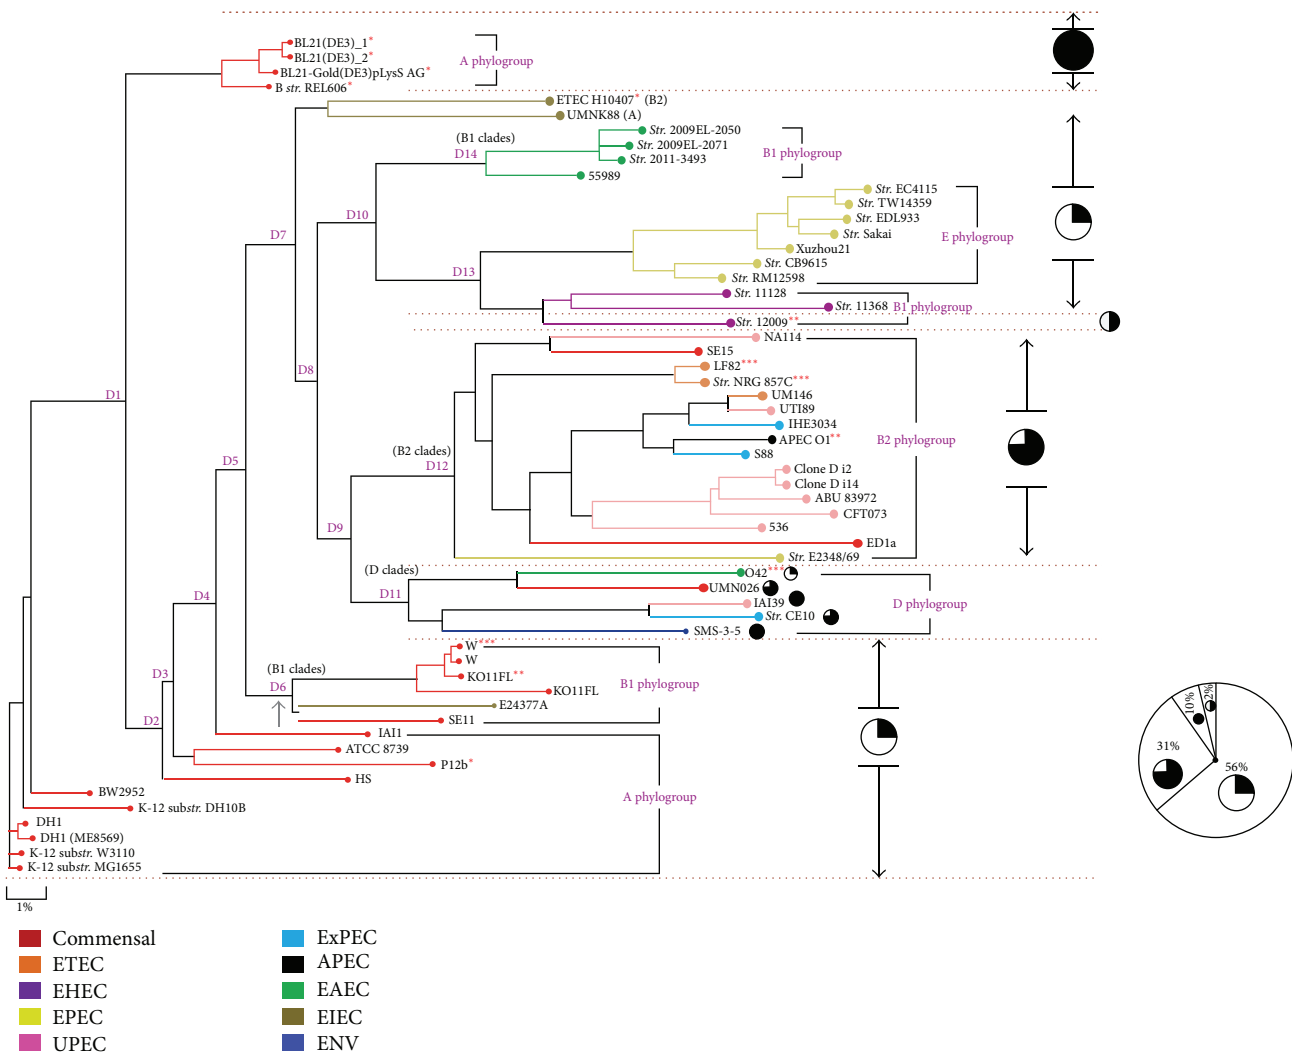 BL21(DE3)_1*
BL21(DE3)_2*
BL21-Gold(DE3)pLysS AG*
B str. REL606*
A phylogroup
ETEC H10407* (B2)
UMNK88 (A)
(B1 clades)
D14
Str. 2009EL-2050
Str. 2009EL-2071
Str. 2011-3493
55989
B1 phylogroup
D10
D7
D13
Str. EC4115
Str. TW14359
Str. EDL933
Str. Sakai
Xuzhou21
Str. CB9615
Str. RM12598
E phylogroup
Str. 11128
Str. 11368
Str. 12009**
B1 phylogroup
NA114
SE15
LF82***
Str. NRG 857C***
UM146
UTI89
IHE3034
APEC O1**
S88
Clone D i2
Clone D i14
ABU 83972
CFT073
536
ED1a
Str. E2348/69
B2 phylogroup
(B2 clades)
D12
D8
D1
D5
D9
(D clades)
D11
O42***
UMN026
IAI39
Str. CE10
SMS-3-5
D phylogroup
D4
D3
D2
(B1 clades)
D6
W***
W
KO11FL**
KO11FL
E24377A
SE11
B1 phylogroup
IAI1
ATCC 8739
P12b*
HS
A phylogroup
BW2952
K-12 substr. DH10B
DH1
DH1 (ME8569)
K-12 substr. W3110
K-12 substr. MG1655
1%
10%
2%
31%
56%
Commensal
ETEC
EHEC
EPEC
UPEC
ExPEC
APEC
EAEC
EIEC
ENV